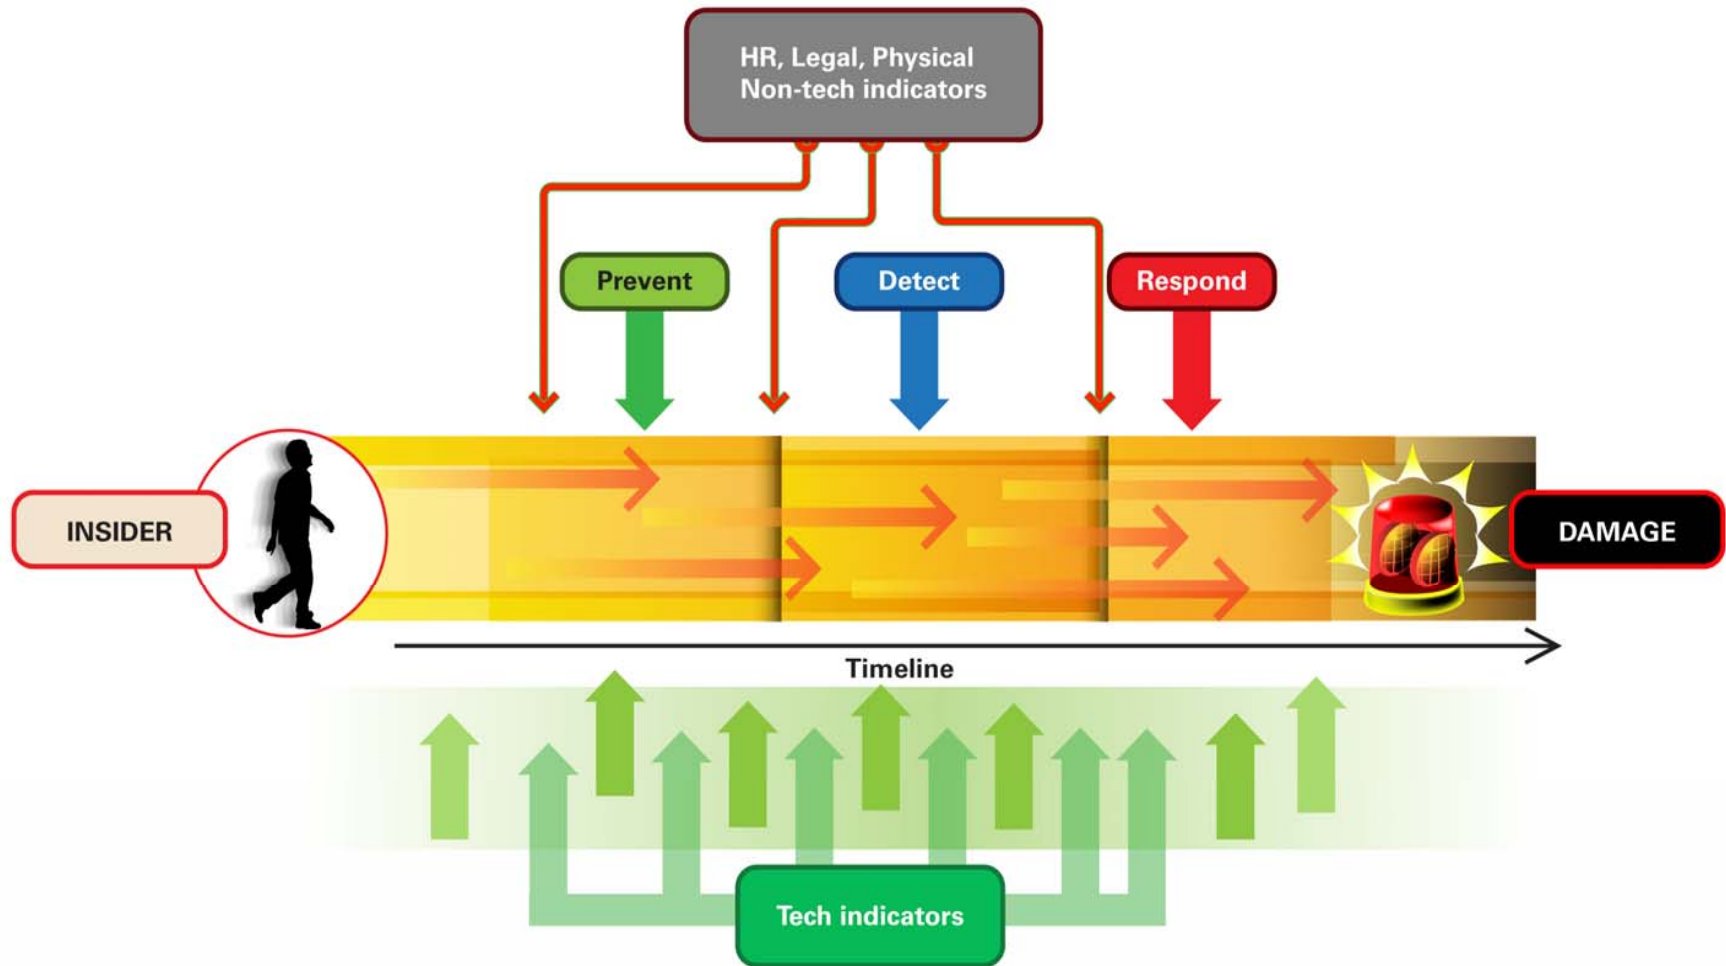 HR, Legal, Physical
Non-tech indicators
Prevent
Detect
Respond
INSIDER
DAMAGE
Timeline
Tech indicators